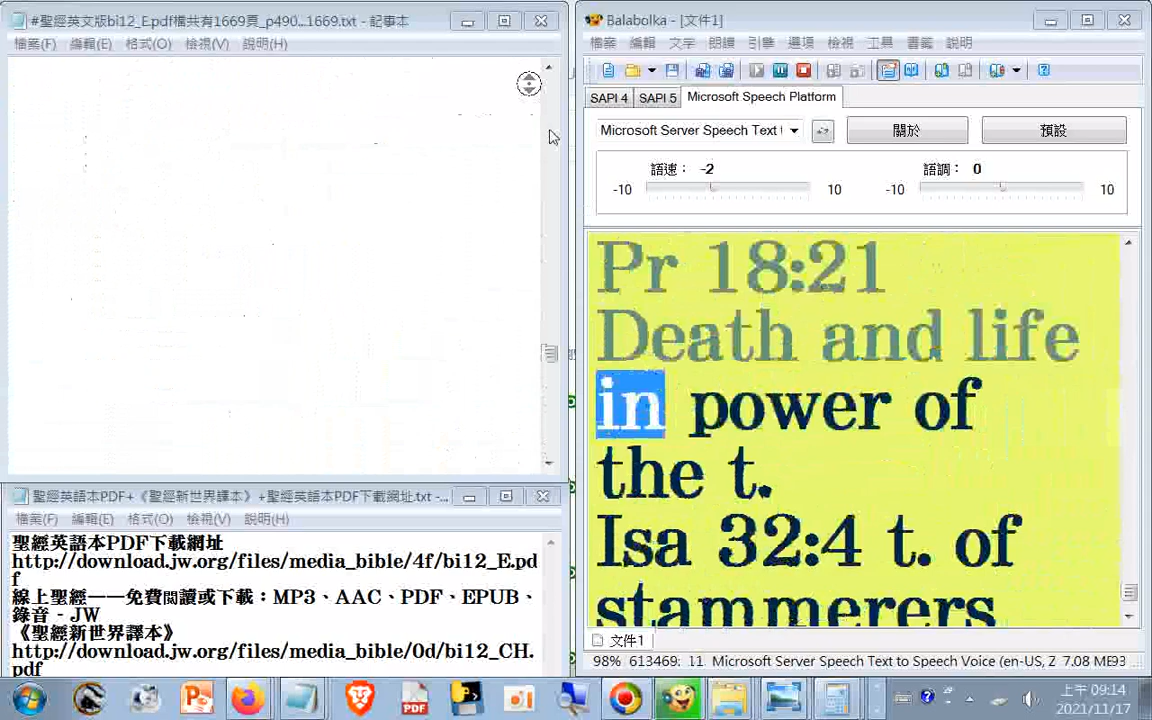 #聖經英文版bi12_E.pdf檔共有1669頁_p490...1669.txt - 記事本
檔案(F) 編輯(E) 格式(O) 檢視(V) 說明(H)
聖經英語本PDF+《聖經新世界譯本》+聖經英語本PDF下載網址.txt -...
檔案(F) 編輯(E) 格式(O) 檢視(V) 說明(H)
聖經英語本PDF下載網址
http://download.jw.org/files/media_bible/4f/bi12_E.pd
f
線上聖經——免費閱讀或下載：MP3、AAC、PDF、EPUB、
錄音 - JW
《聖經新世界譯本》
http://download.jw.org/files/media_bible/0d/bi12_CH.
pdf
Balabolka - [文件1]
檔案 編輯 文字 朗讀 引擎 選項 檢視 工具 書籤 說明
SAPI 4 SAPI 5 Microsoft Speech Platform
Microsoft Server Speech Text t 關於 預設
語速： -2 語調： 0
-10 10 -10 10
Pr 18:21
Death and life
in power of
the t.
Isa 32:4 t. of
stammerers
文件1
98% 613469: 11 Microsoft Server Speech Text to Speech Voice (en-US, Z 7.08 ME93
PDF
上午 09:14
2021/11/17